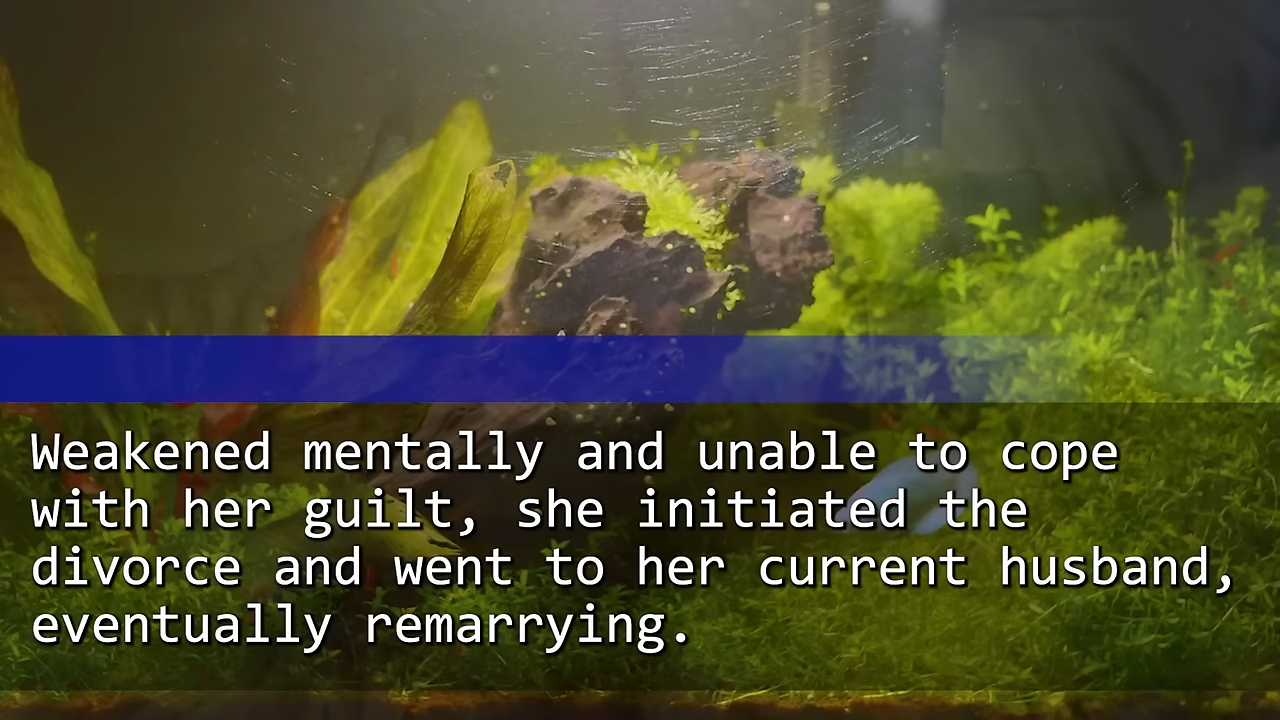 Weakened mentally and unable to cope
with her guilt, she initiated the
divorce and went to her current husband,
eventually remarrying.